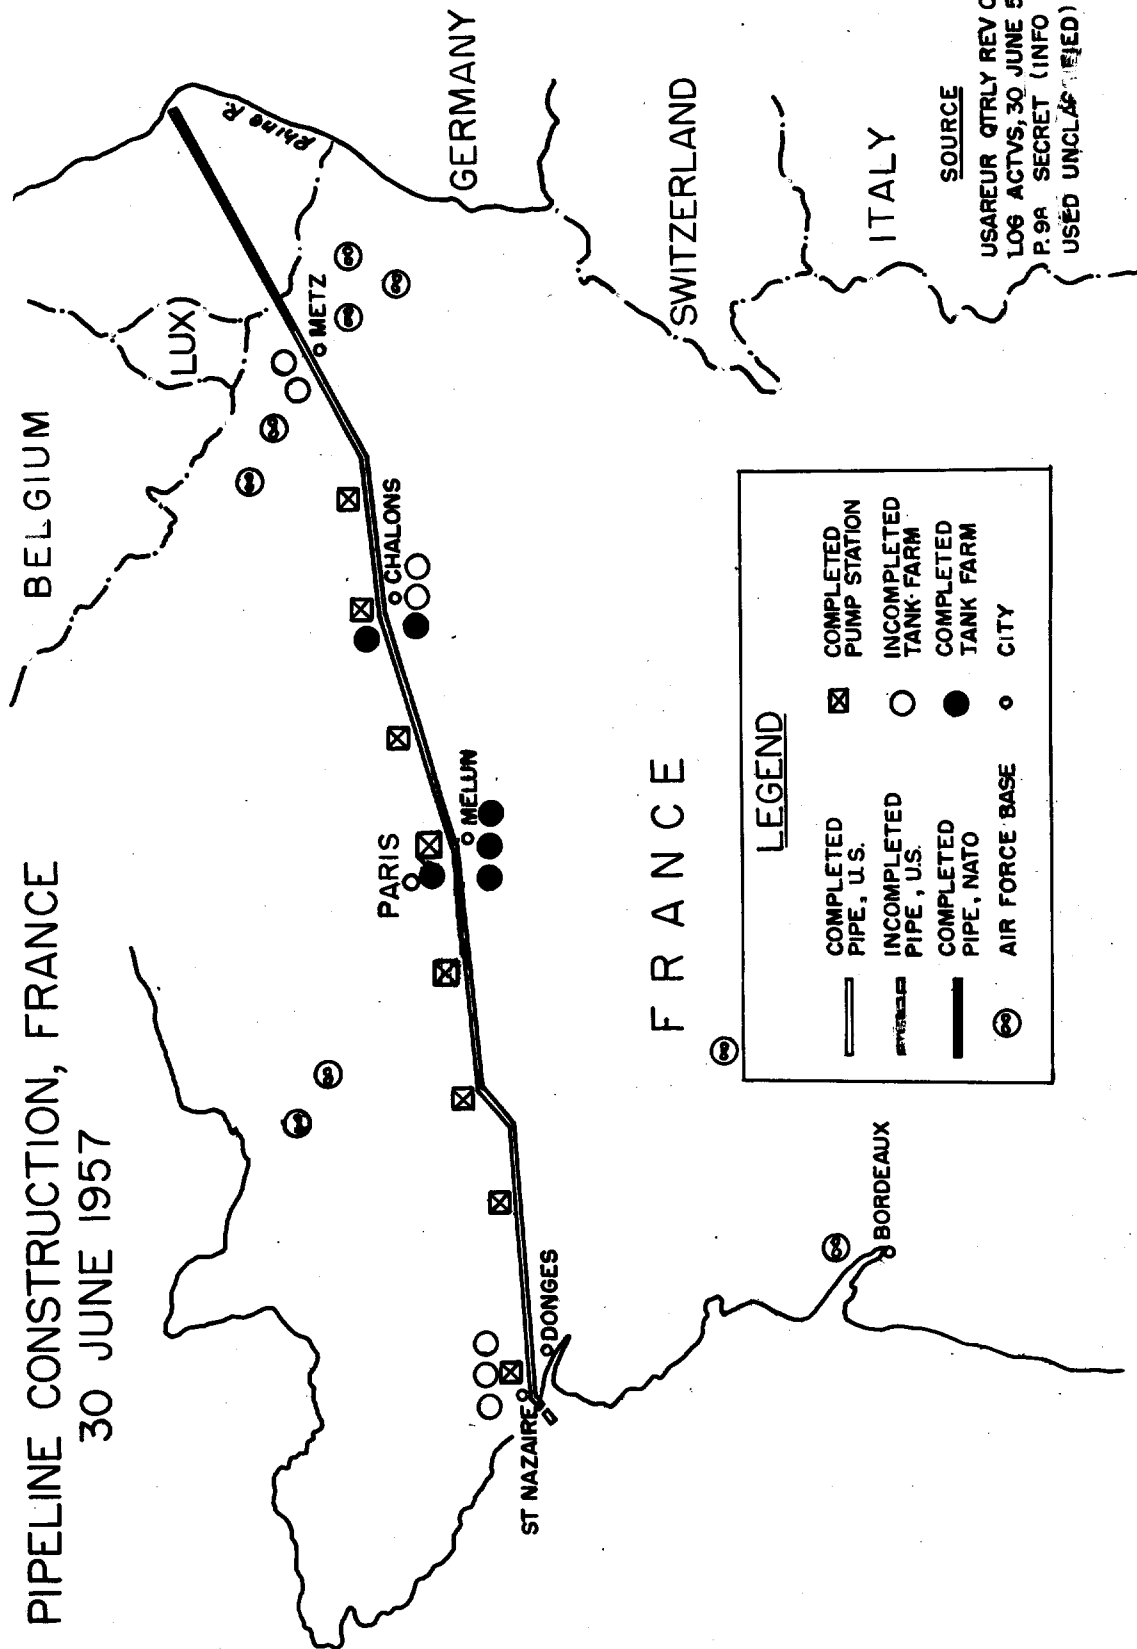 PIPELINE CONSTRUCTION, FRANCE
30 JUNE 1957
BELGIUM
LUX
Rhine R.
GERMANY
METZ
CHALONS
PARIS
MELUN
SWITZERLAND
ITALY
FRANCE
ST NAZAIRE
DONGES
BORDEAUX
LEGEND
COMPLETED
PIPE, U.S.
INCOMPLETED
PIPE, U.S.
COMPLETED
PIPE, NATO
AIR FORCE BASE
COMPLETED
PUMP STATION
INCOMPLETED
TANK FARM
COMPLETED
TANK FARM
CITY
SOURCE
USAREUR QTRLY REV
LOG ACTVS, 30 JUNE
P. 9A SECRET (INFO
USED UNCLASSIFIED)